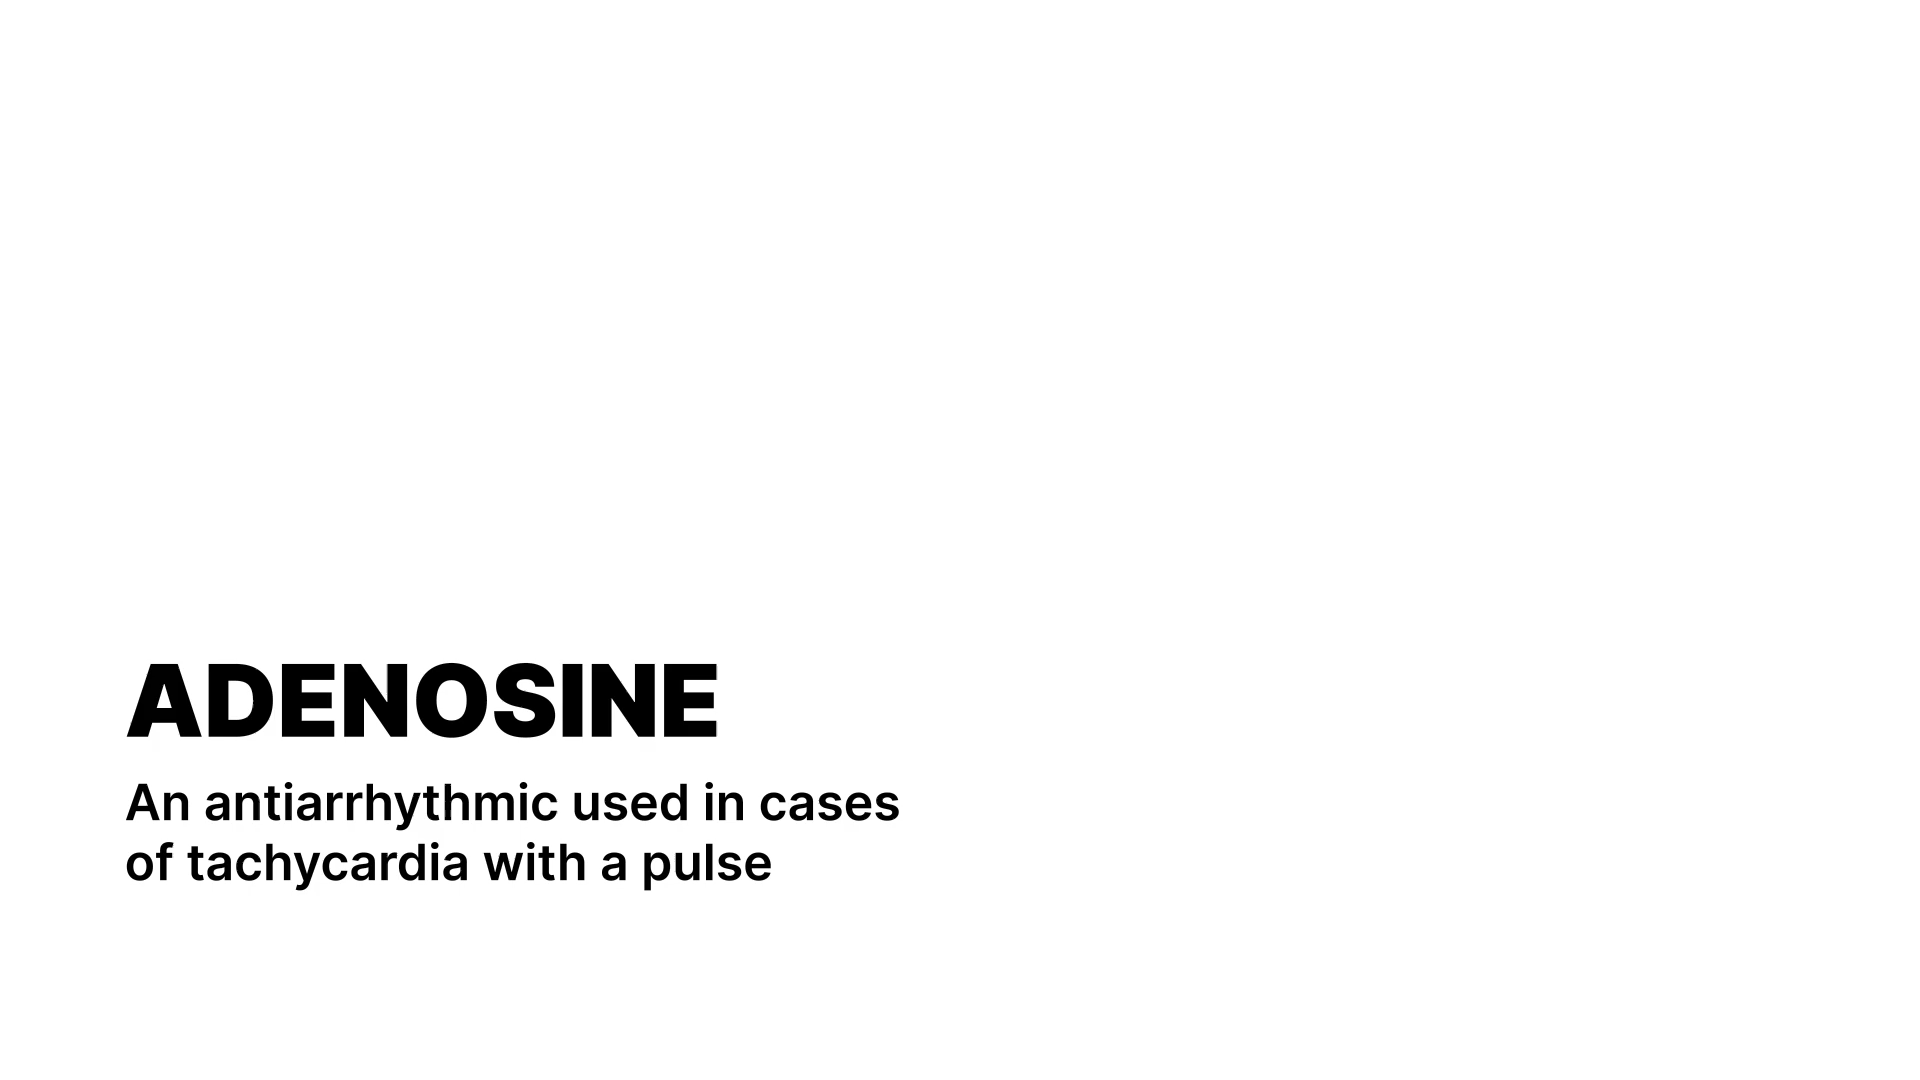 ADENOSINE
An antiarrhythmic used in cases
of tachycardia with a pulse